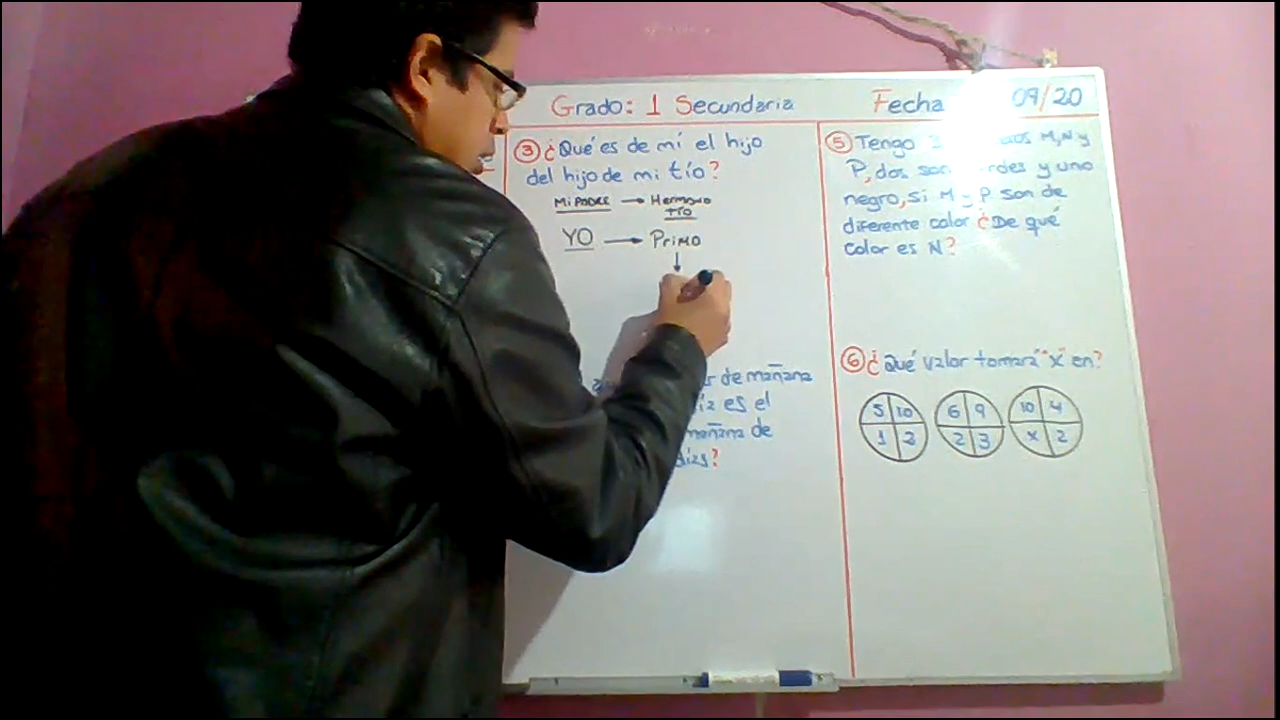 Grado: 1 Secundaria
Fecha 09/20
③ ¿Qué es de mí el hijo
del hijo de mi tío?
Mi PADRE → Hermano
TÍO
YO → Primo
de mañana
es el
mañana de
días?
⑤ Tengo M, N y
P, dos son y uno
negro, si M y P son de
diferente color ¿De qué
color es N?
⑥ ¿Qué valor tomará "x" en?
5 10 6 9 10 4
1 2 2 3 x 2